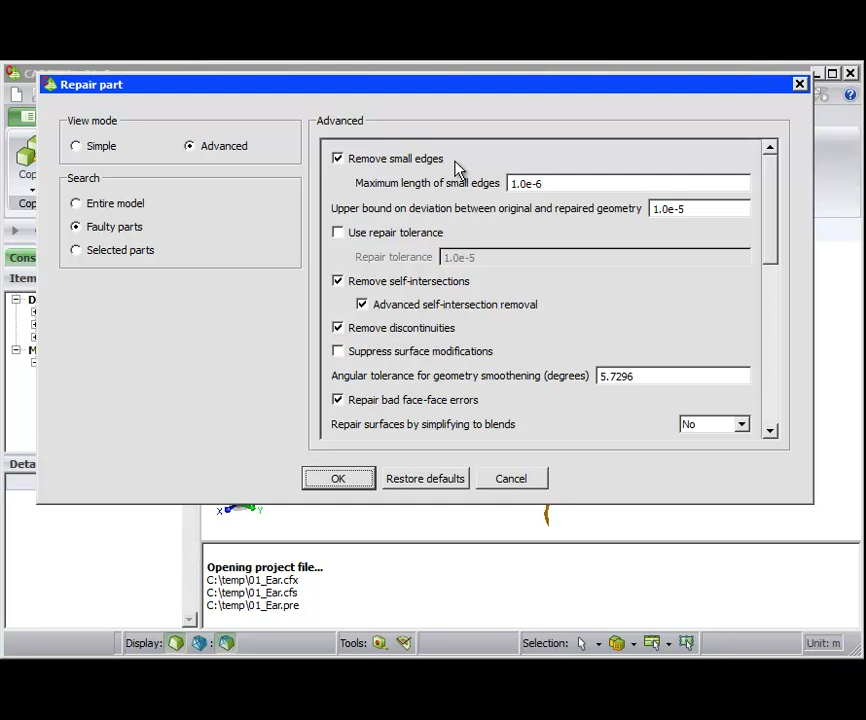 Repair part
View mode
Simple
Advanced
Search
Entire model
Faulty parts
Selected parts
Advanced
Remove small edges
Maximum length of small edges 1.0e-6
Upper bound on deviation between original and repaired geometry 1.0e-5
Use repair tolerance
Repair tolerance 1.0e-5
Remove self-intersections
Advanced self-intersection removal
Remove discontinuities
Suppress surface modifications
Angular tolerance for geometry smoothening (degrees) 5.7296
Repair bad face-face errors
Repair surfaces by simplifying to blends No
OK
Restore defaults
Cancel
X Y
Opening project file...
C:\temp\01_Ear.cfx
C:\temp\01_Ear.cfs
C:\temp\01_Ear.pre
Display:
Tools:
Selection:
Unit: m